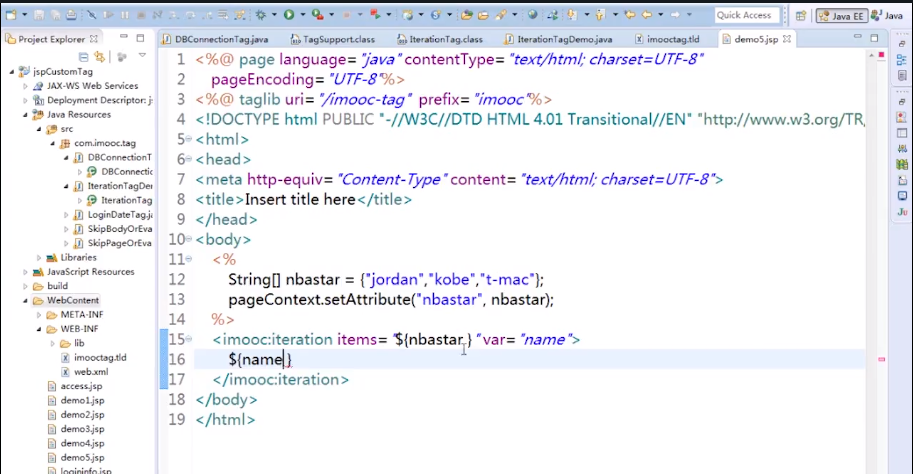 Quick Access
Java EE
Java
Project Explorer
DBConnectionTag.java
TagSupport.class
IterationTag.class
IterationTagDemo.java
imooctag.tld
demo5.jsp
jspCustomTag
JAX-WS Web Services
Deployment Descriptor: js
Java Resources
src
com.imooc.tag
DBConnectionT
DBConnectio
IterationTagDe
IterationTag
LoginDateTag.ja
SkipBodyOrEva
SkipPageOrEva
Libraries
JavaScript Resources
build
WebContent
META-INF
WEB-INF
lib
imooctag.tld
web.xml
access.jsp
demo1.jsp
demo2.jsp
demo3.jsp
demo4.jsp
demo5.jsp
logininfo.jsp
1 <%@ page language="java" contentType="text/html; charset=UTF-8"
2 pageEncoding="UTF-8"%>
3 <%@ taglib uri="/imooc-tag" prefix="imooc"%>
4 <!DOCTYPE html PUBLIC "-//W3C//DTD HTML 4.01 Transitional//EN" "http://www.w3.org/TR/
5 <html>
6 <head>
7 <meta http-equiv="Content-Type" content="text/html; charset=UTF-8">
8 <title>Insert title here</title>
9 </head>
10 <body>
11 <%
12 String[] nbastar = {"jordan","kobe","t-mac"};
13 pageContext.setAttribute("nbastar", nbastar);
14 %>
15 <imooc:iteration items="${nbastar }" var="name">
16 ${name}
17 </imooc:iteration>
18 </body>
19 </html>